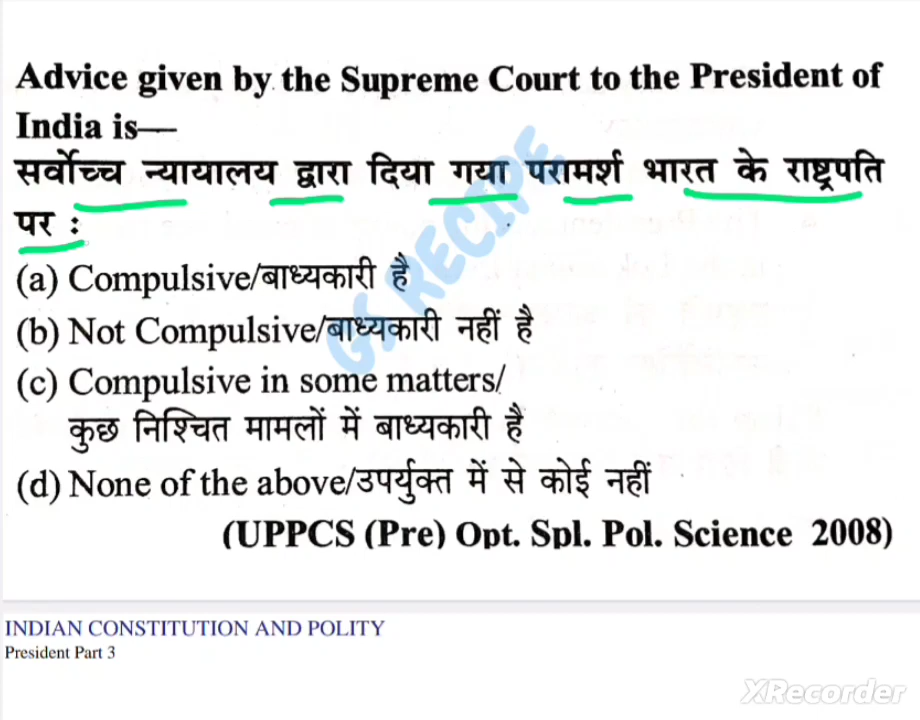 Advice given by the Supreme Court to the President of
India is—
सर्वोच्च न्यायालय द्वारा दिया गया परामर्श भारत के राष्ट्रपति
पर :
(a) Compulsive/बाध्यकारी है
(b) Not Compulsive/बाध्यकारी नहीं है
(c) Compulsive in some matters/
कुछ निश्चित मामलों में बाध्यकारी है
(d) None of the above/उपर्युक्त में से कोई नहीं
(UPPCS (Pre) Opt. Spl. Pol. Science 2008)
GS RECIPE
INDIAN CONSTITUTION AND POLITY
President Part 3
XRecorder